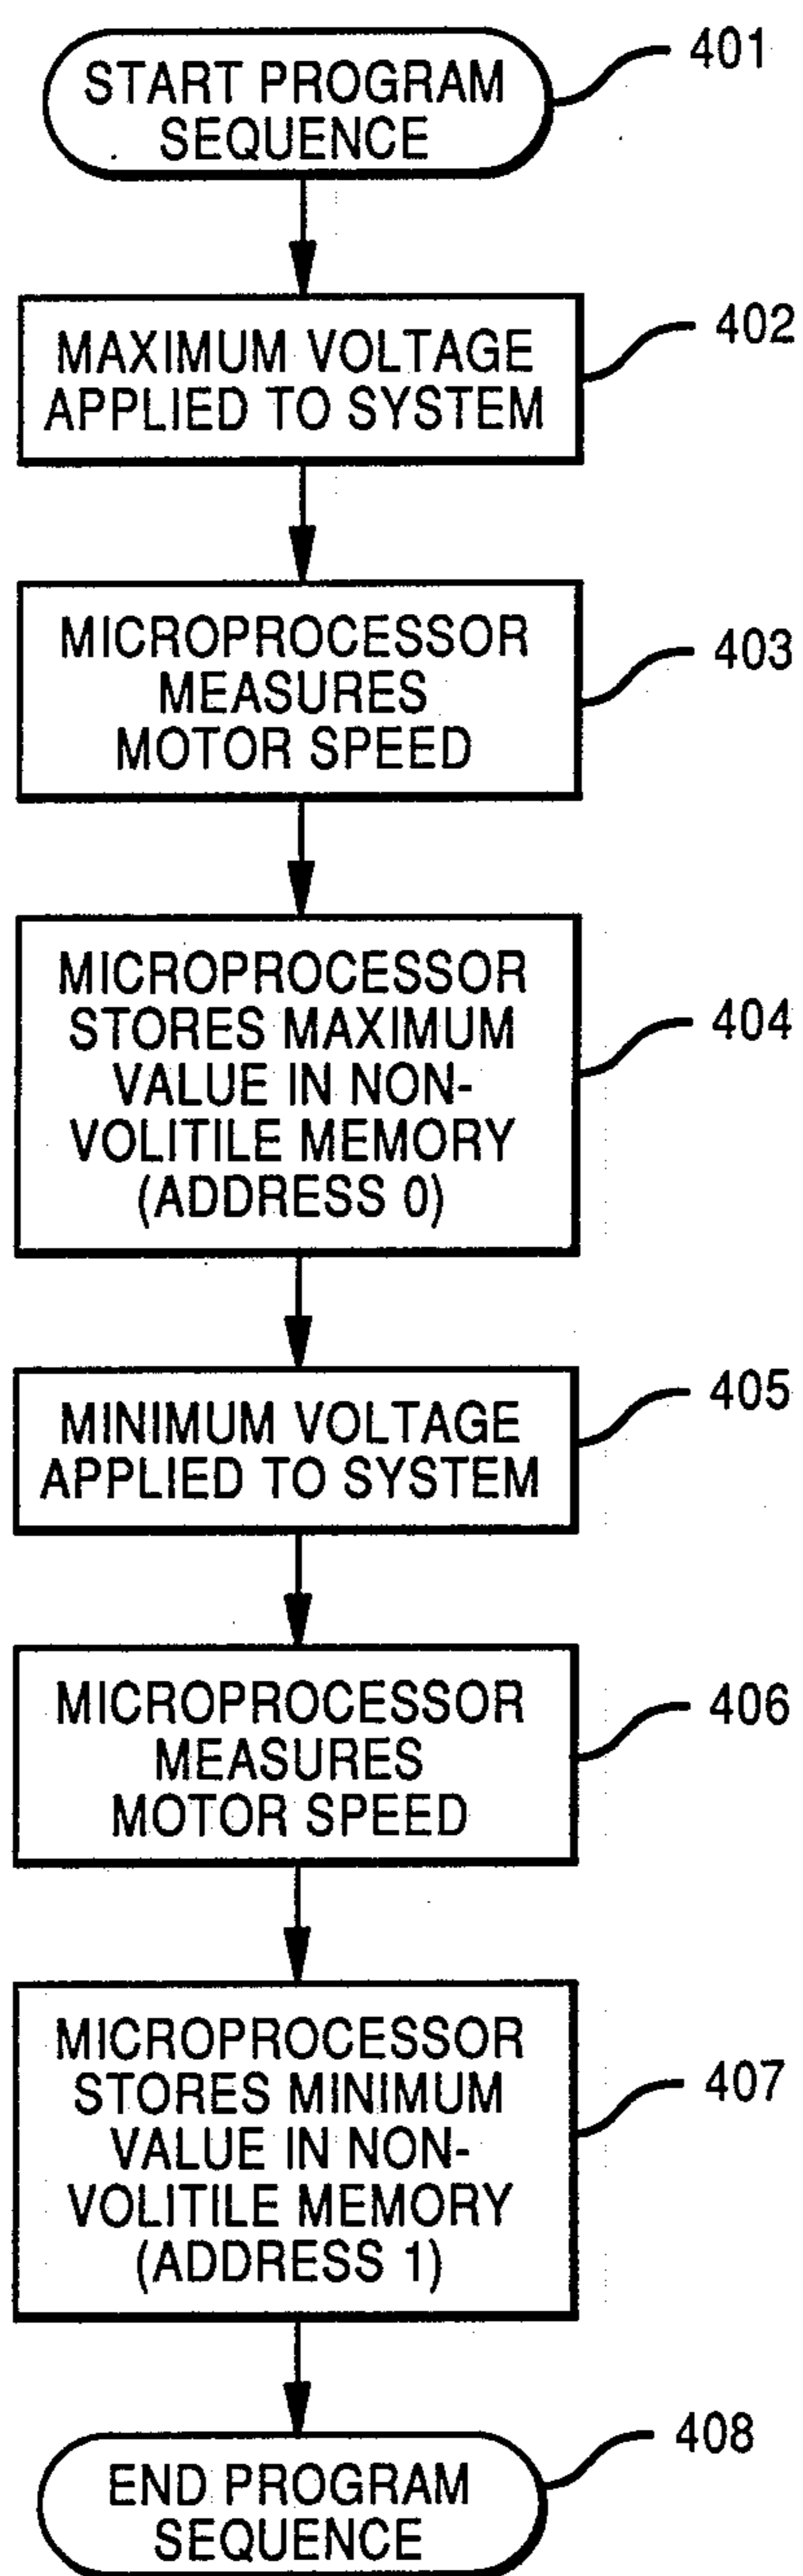 START PROGRAM
SEQUENCE
401
MAXIMUM VOLTAGE
APPLIED TO SYSTEM
402
MICROPROCESSOR
MEASURES
MOTOR SPEED
403
MICROPROCESSOR
STORES MAXIMUM
VALUE IN NON-
VOLITILE MEMORY
(ADDRESS 0)
404
MINIMUM VOLTAGE
APPLIED TO SYSTEM
405
MICROPROCESSOR
MEASURES
MOTOR SPEED
406
MICROPROCESSOR
STORES MINIMUM
VALUE IN NON-
VOLITILE MEMORY
(ADDRESS 1)
407
END PROGRAM
SEQUENCE
408